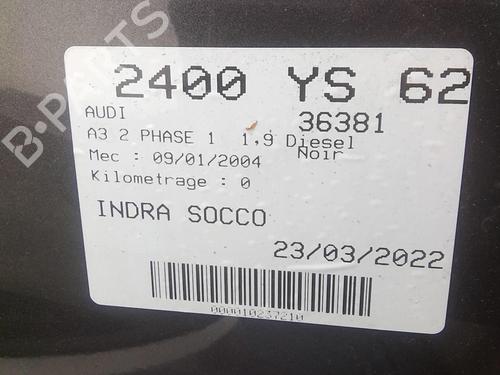 2400 YS 62
AUDI 36381
A3 2 PHASE 1 1,9 Diesel
Mec : 09/01/2004 Noir
Kilometrage : 0
INDRA SOCCO
23/03/2022
000010237210
B-PARTS